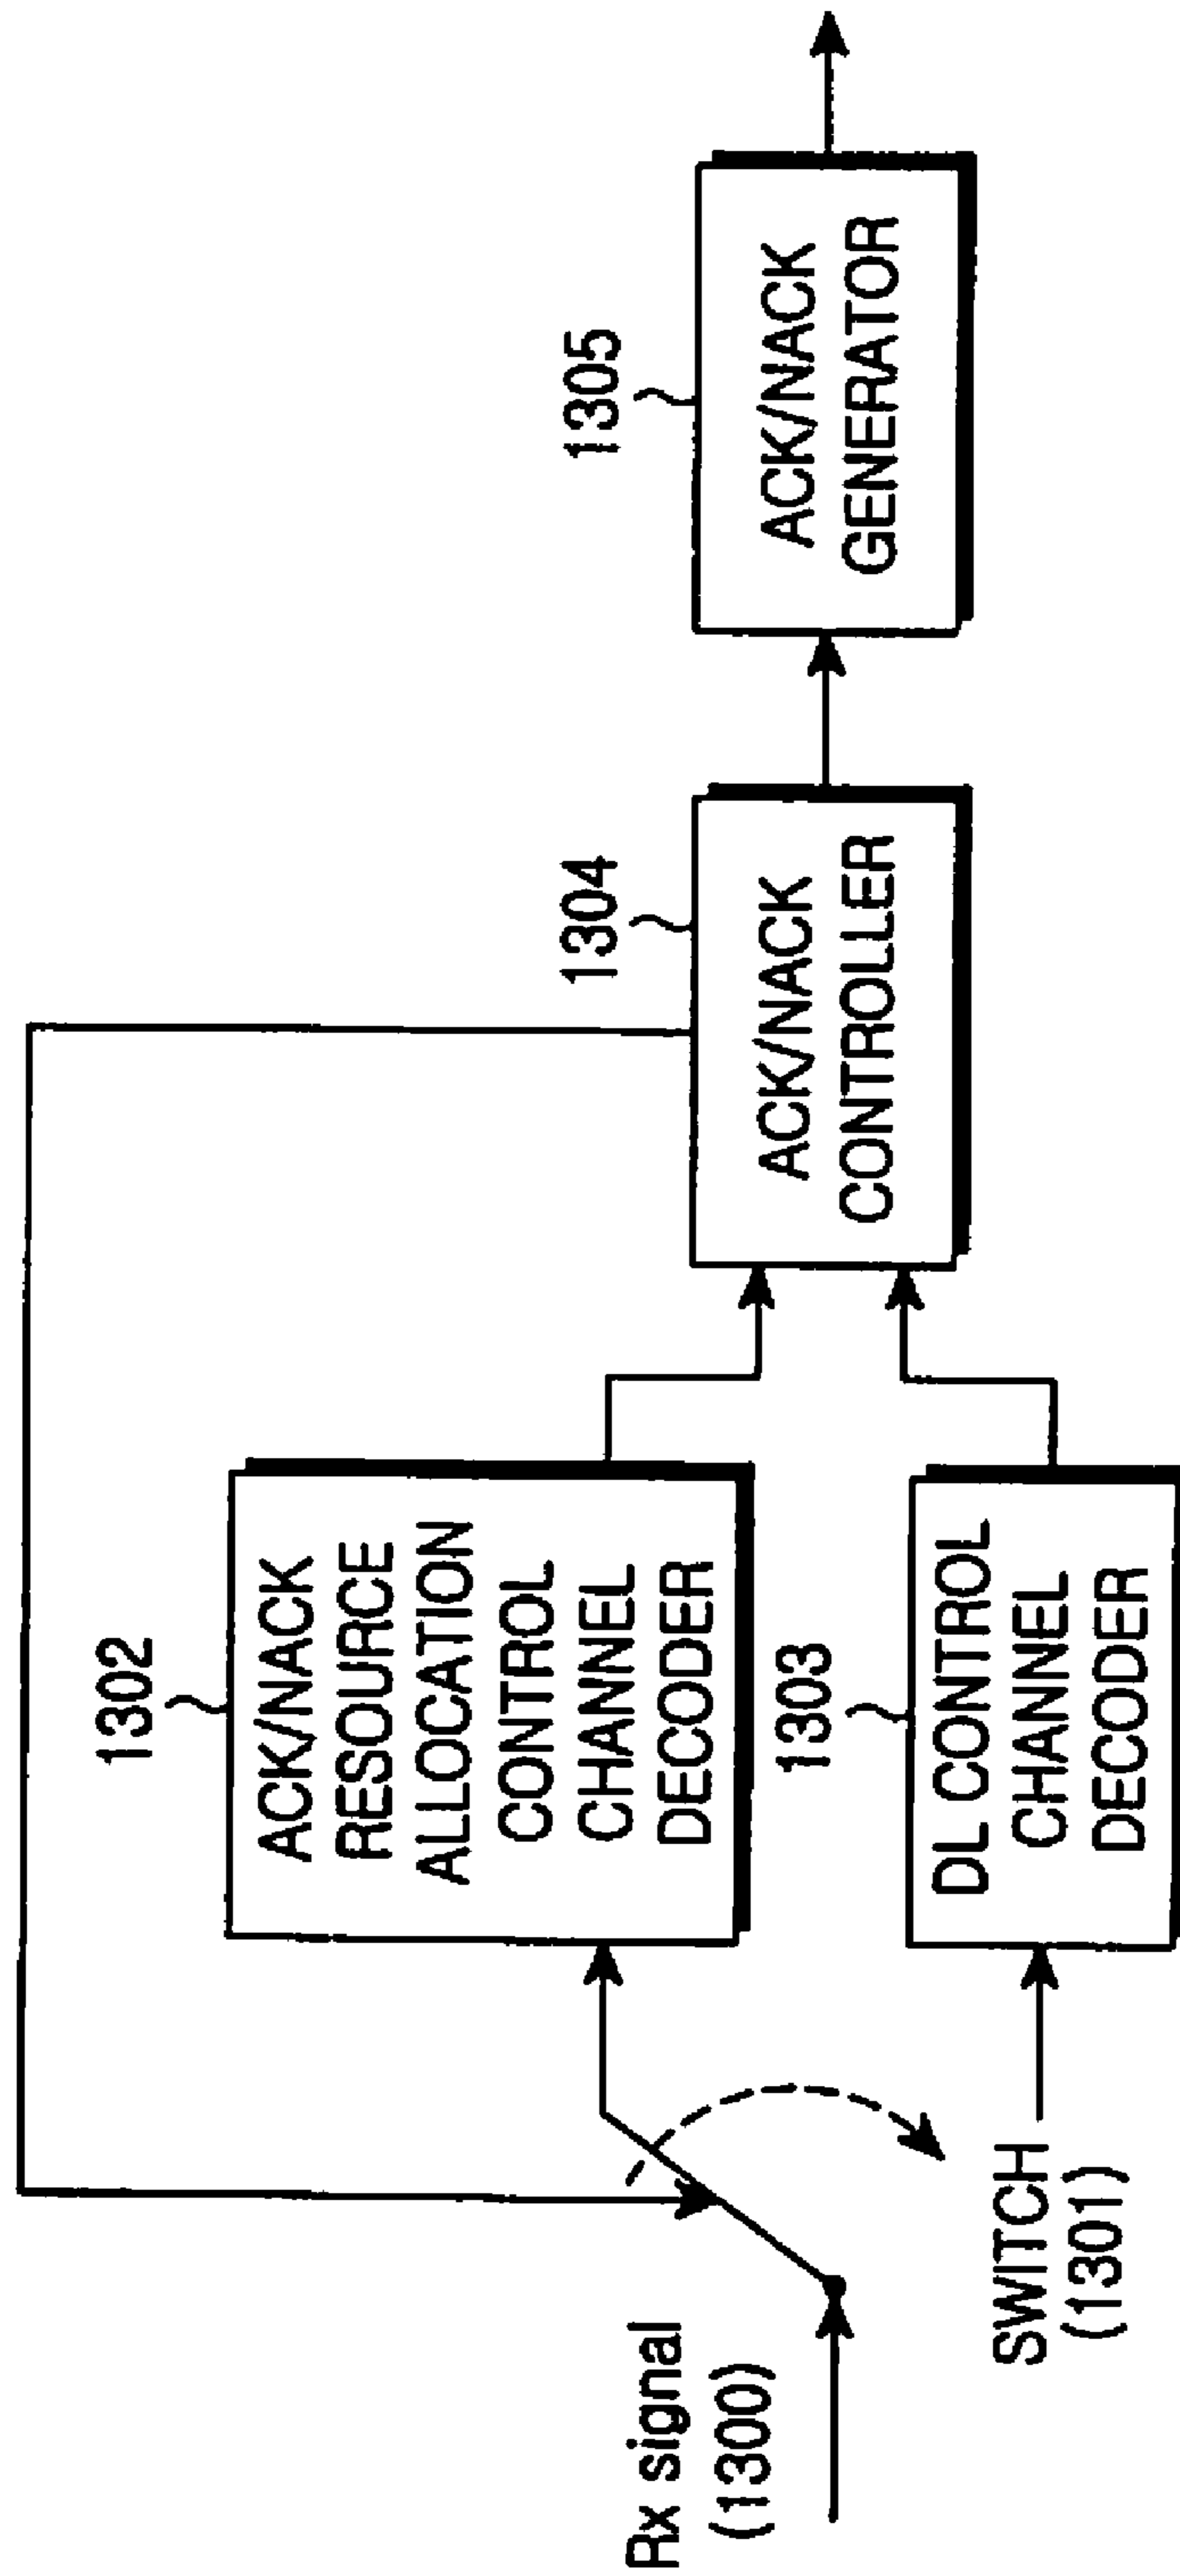 Rx signal
(1300)
SWITCH
(1301)
1302
ACK/NACK
RESOURCE
ALLOCATION
CONTROL
CHANNEL
DECODER
1303
DL CONTROL
CHANNEL
DECODER
1304
ACK/NACK
CONTROLLER
1305
ACK/NACK
GENERATOR